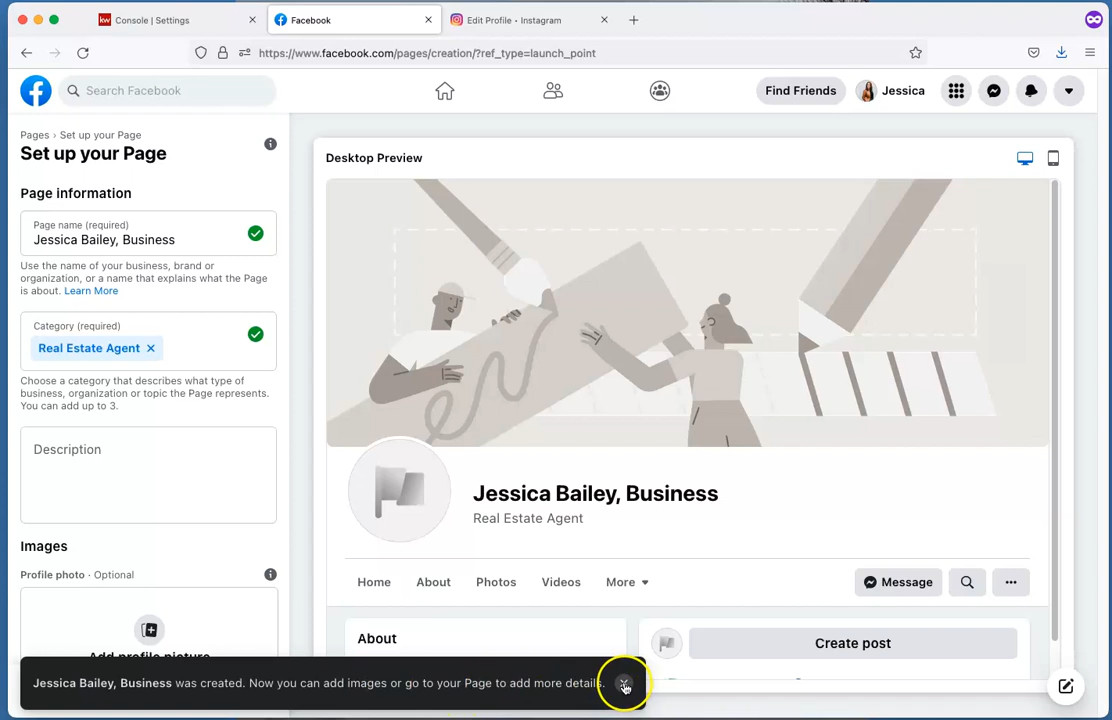 kw Console | Settings
Facebook
Edit Profile • Instagram
https://www.facebook.com/pages/creation/?ref_type=launch_point
Search Facebook
Find Friends
Jessica
Pages › Set up your Page
Set up your Page
Page information
Page name (required)
Jessica Bailey, Business
Use the name of your business, brand or
organization, or a name that explains what the Page
is about. Learn More
Category (required)
Real Estate Agent
Choose a category that describes what type of
business, organization or topic the Page represents.
You can add up to 3.
Description
Images
Profile photo · Optional
Add profile picture
Jessica Bailey, Business was created. Now you can add images or go to your Page to add more details.
Desktop Preview
Jessica Bailey, Business
Real Estate Agent
Home
About
Photos
Videos
More
Message
About
Create post